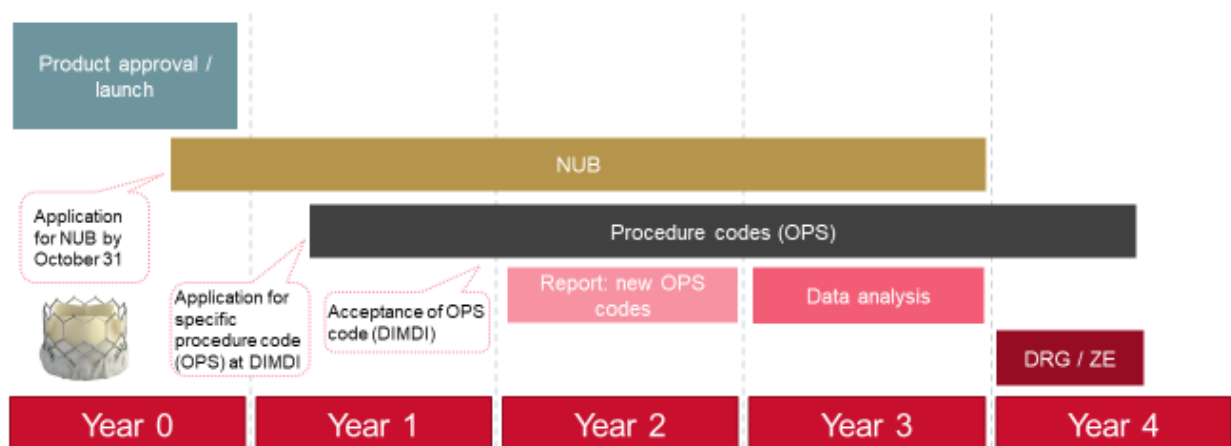 Product approval /
launch
NUB
Application
for NUB by
October 31
Procedure codes (OPS)
Application for
specific
procedure code
(OPS) at DIMDI
Acceptance of OPS
code (DIMDI)
Report: new OPS
codes
Data analysis
DRG / ZE
Year 0
Year 1
Year 2
Year 3
Year 4